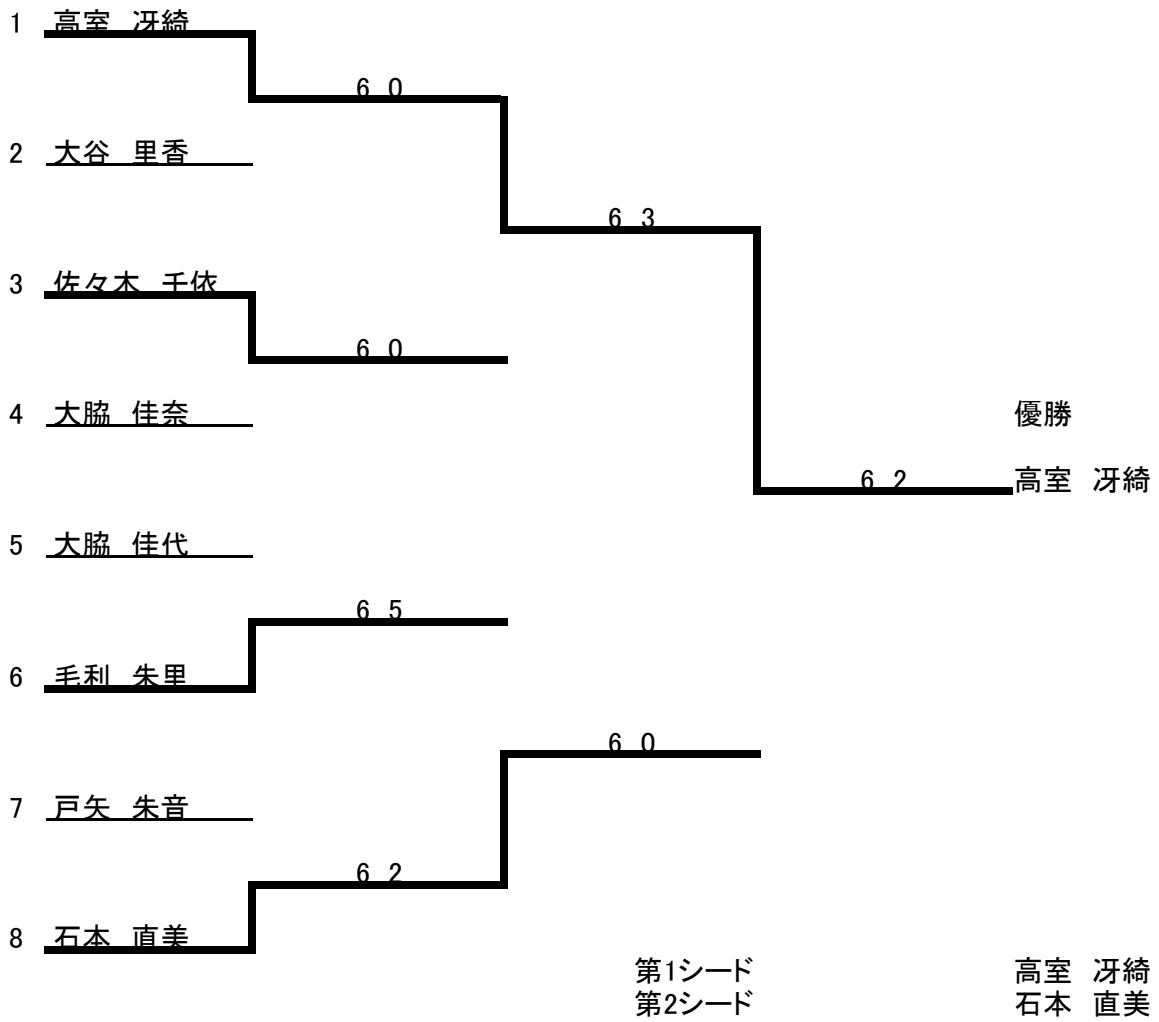 1 高室 冴綺
6 0
2 大谷 里香
6 3
3 佐々木 千依
6 0
4 大脇 佳奈
優勝
6 2 高室 冴綺
5 大脇 佳代
6 5
6 毛利 朱里
6 0
7 戸矢 朱音
6 2
8 石本 直美
第1シード 高室 冴綺
第2シード 石本 直美